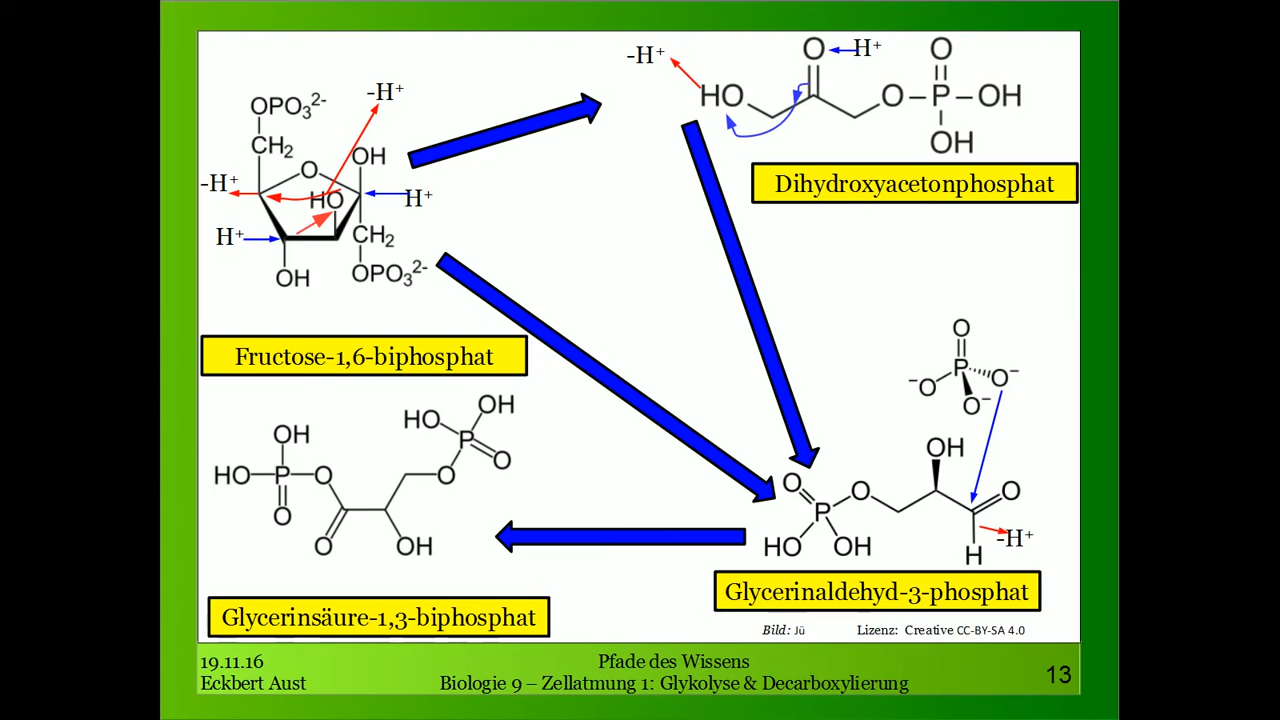 -H⁺
OPO₃²⁻
CH₂
O
OH
-H⁺
HO
H⁺
H⁺
CH₂
OH
OPO₃²⁻
Fructose-1,6-biphosphat
-H⁺
O
H⁺
O
HO
O
P
OH
OH
Dihydroxyacetonphosphat
O
P
⁻O
O⁻
O⁻
OH
HO
OH
HO
P
O
P
O
O
O
O
OH
Glycerinsäure-1,3-biphosphat
OH
O
O
O
P
HO
OH
H
-H⁺
Glycerinaldehyd-3-phosphat
Bild: Jü Lizenz: Creative CC-BY-SA 4.0
19.11.16
Eckbert Aust
Pfade des Wissens
Biologie 9 – Zellatmung 1: Glykolyse & Decarboxylierung
13